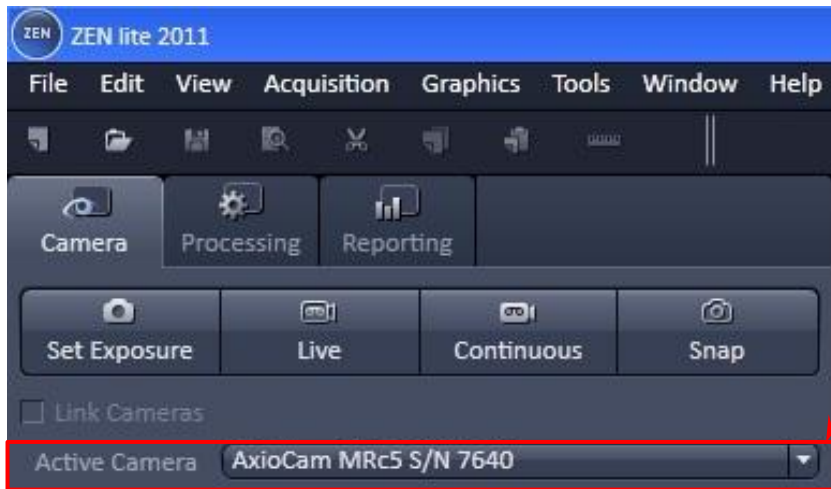 ZEN ZEN lite 2011
File Edit View Acquisition Graphics Tools Window Help
Camera Processing Reporting
Set Exposure Live Continuous Snap
Link Cameras
Active Camera AxioCam MRc5 S/N 7640